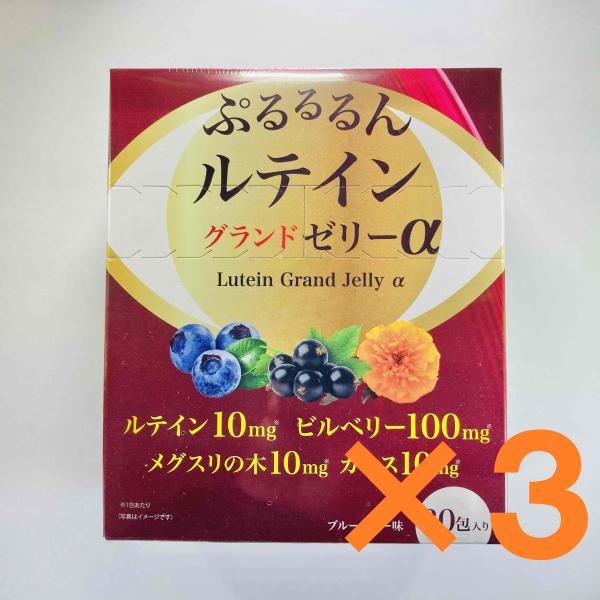 ぷるるるん
ルテイン
グランドゼリーα
Lutein Grand Jelly α
ルテイン10mg※ ビルベリー100mg※
メグスリの木10mg※
※1包あたり
(写真はイメージです)
味
包入り
×3